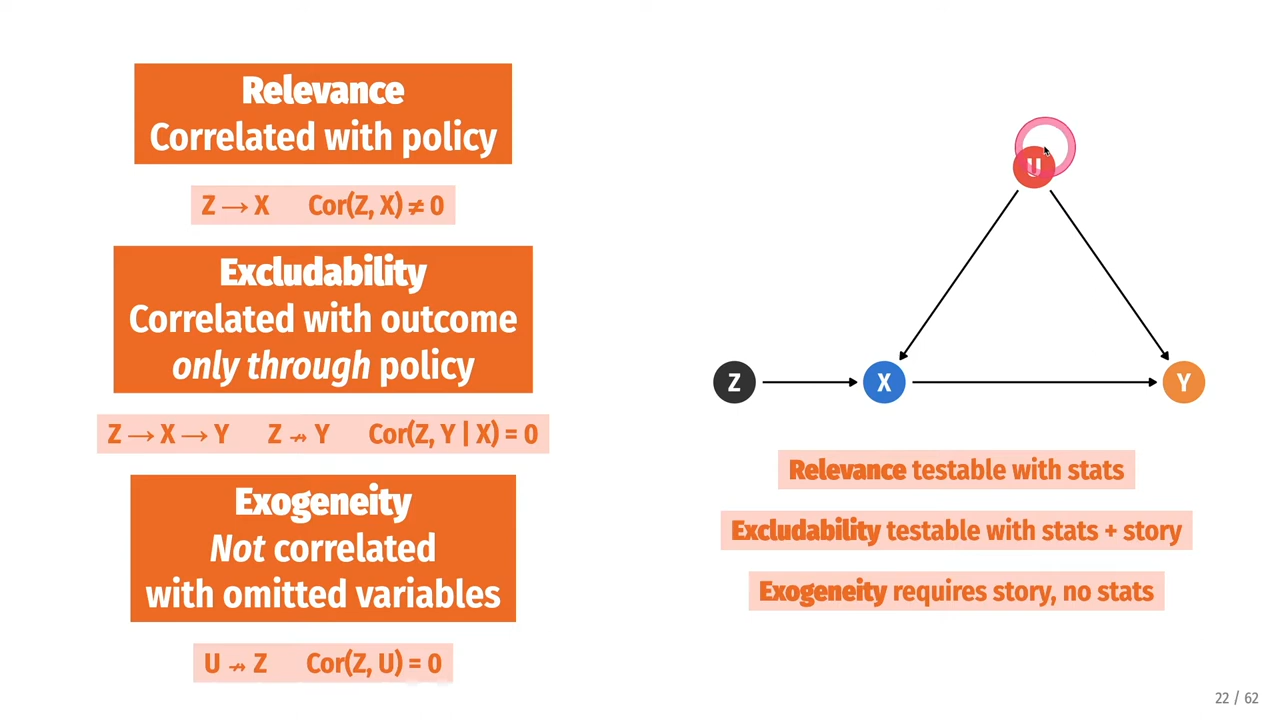 Relevance
Correlated with policy
Z → X Cor(Z, X) ≠ 0
Excludability
Correlated with outcome
only through policy
Z → X → Y Z ↛ Y Cor(Z, Y | X) = 0
Exogeneity
Not correlated
with omitted variables
U ↛ Z Cor(Z, U) = 0
U
Z X Y
Relevance testable with stats
Excludability testable with stats + story
Exogeneity requires story, no stats
22 / 62